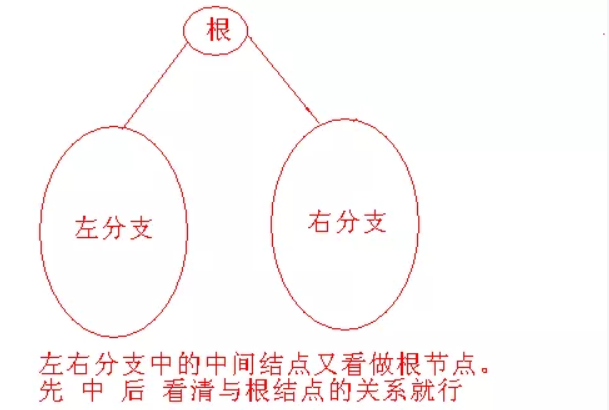 根
左分支
右分支
左右分支中的中间结点又看做根节点。
先 中 后 看清与根结点的关系就行